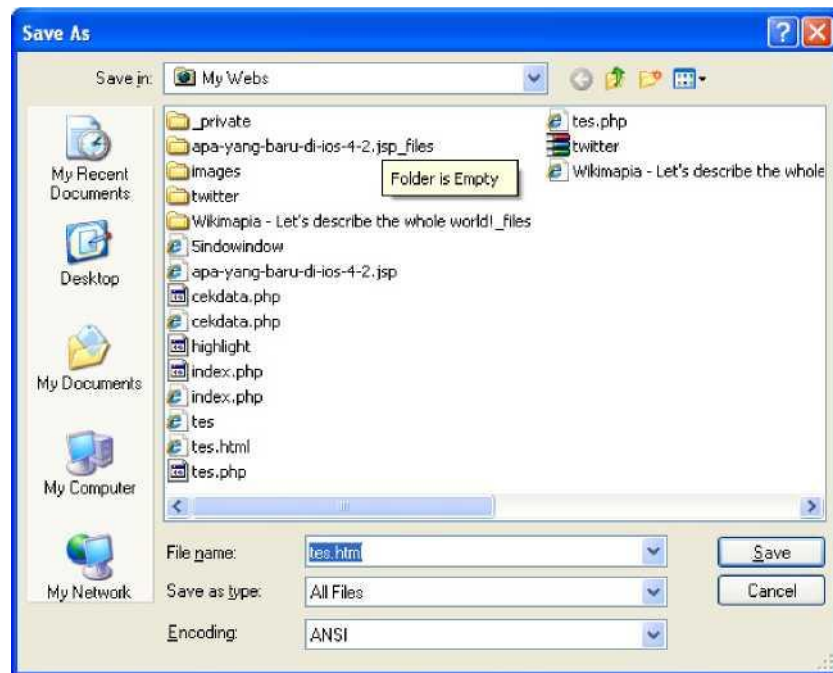 Save As
Save in:
My Webs
My Recent
Documents
Desktop
My Documents
My Computer
My Network
_private
apa-yang-baru-di-ios-4-2.jsp_files
images
twitter
Wikimapia - Let's describe the whole world!_files
5indowindow
apa-yang-baru-di-ios-4-2.jsp
cekdata.php
cekdata.php
highlight
index.php
index.php
tes
tes.html
tes.php
tes.php
twitter
Wikimapia - Let's describe the whole
Folder is Empty
File name:
tes.html
Save
Save as type:
All Files
Cancel
Encoding:
ANSI